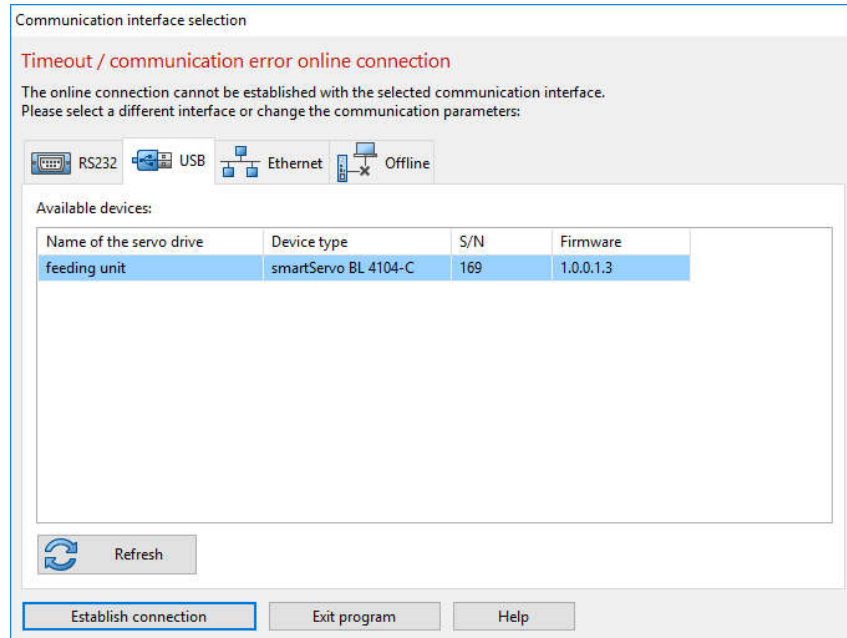 Communication interface selection
Timeout / communication error online connection
The online connection cannot be established with the selected communication interface.
Please select a different interface or change the communication parameters:
RS232 USB Ethernet Offline
Available devices:
Name of the servo drive Device type S/N Firmware
feeding unit smartServo BL 4104-C 169 1.0.0.1.3
Refresh
Establish connection Exit program Help